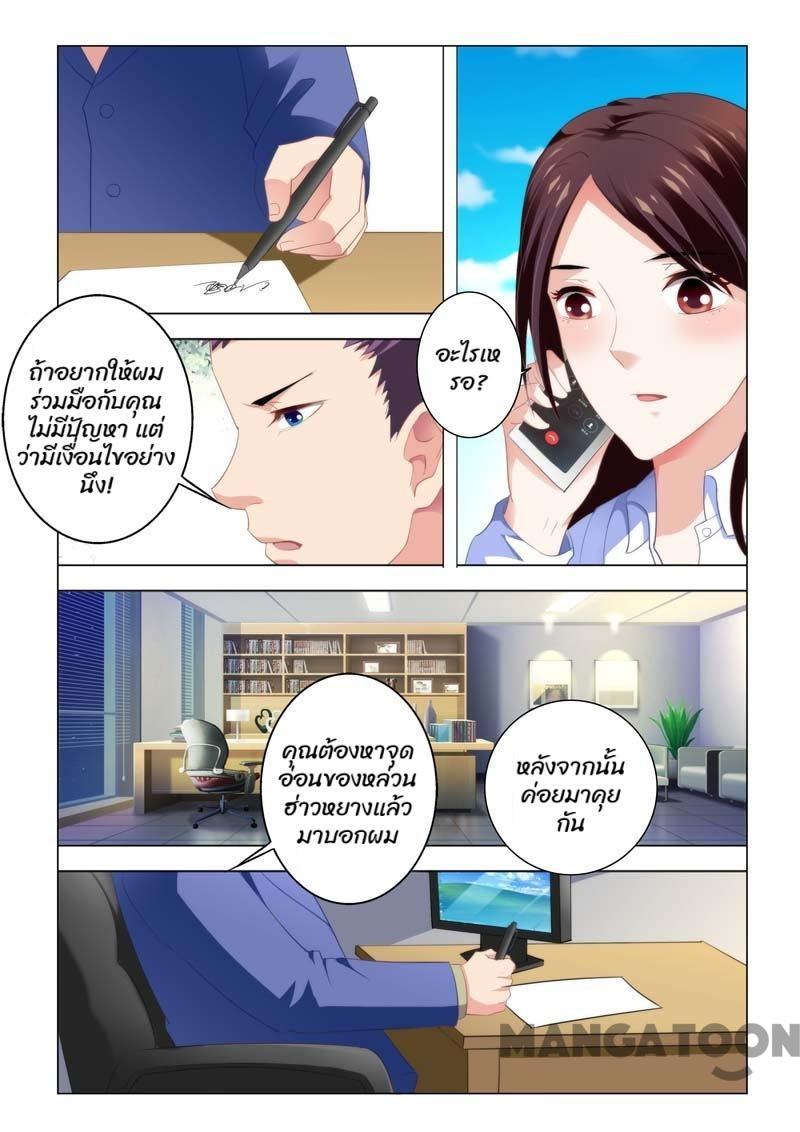 ถ้าอยากให้ผม
ร่วมมือกับคุณ
ไม่มีปัญหา แต่
ว่ามีเงื่อนไขอย่าง
นึง!
อะไรเห
รอ?
คุณต้องหาจุด
อ่อนของหล่วน
ฮ่าวหยางแล้ว
มาบอกผม
หลังจากนั้น
ค่อยมาคุย
กัน
MANGATOON